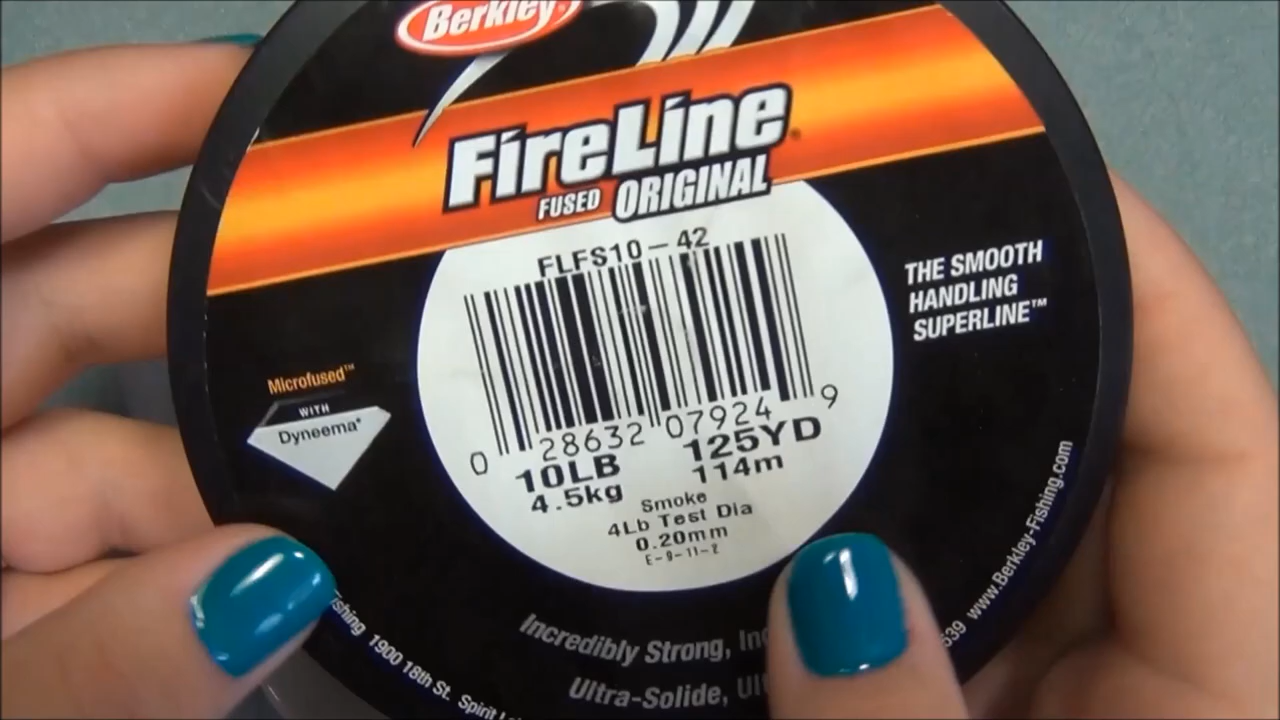 Berkley
FireLine
FUSED ORIGINAL
FLFS10-42
THE SMOOTH
HANDLING
SUPERLINE™
Microfused™
WITH
Dyneema®
0 28632 07924 9
10LB 125YD
4.5kg 114m
Smoke
4Lb Test Dia
0.20mm
E-9-11-2
Incredibly Strong,
Ultra-Solide,
1900 18th St. Spirit
www.Berkley-Fishing.com